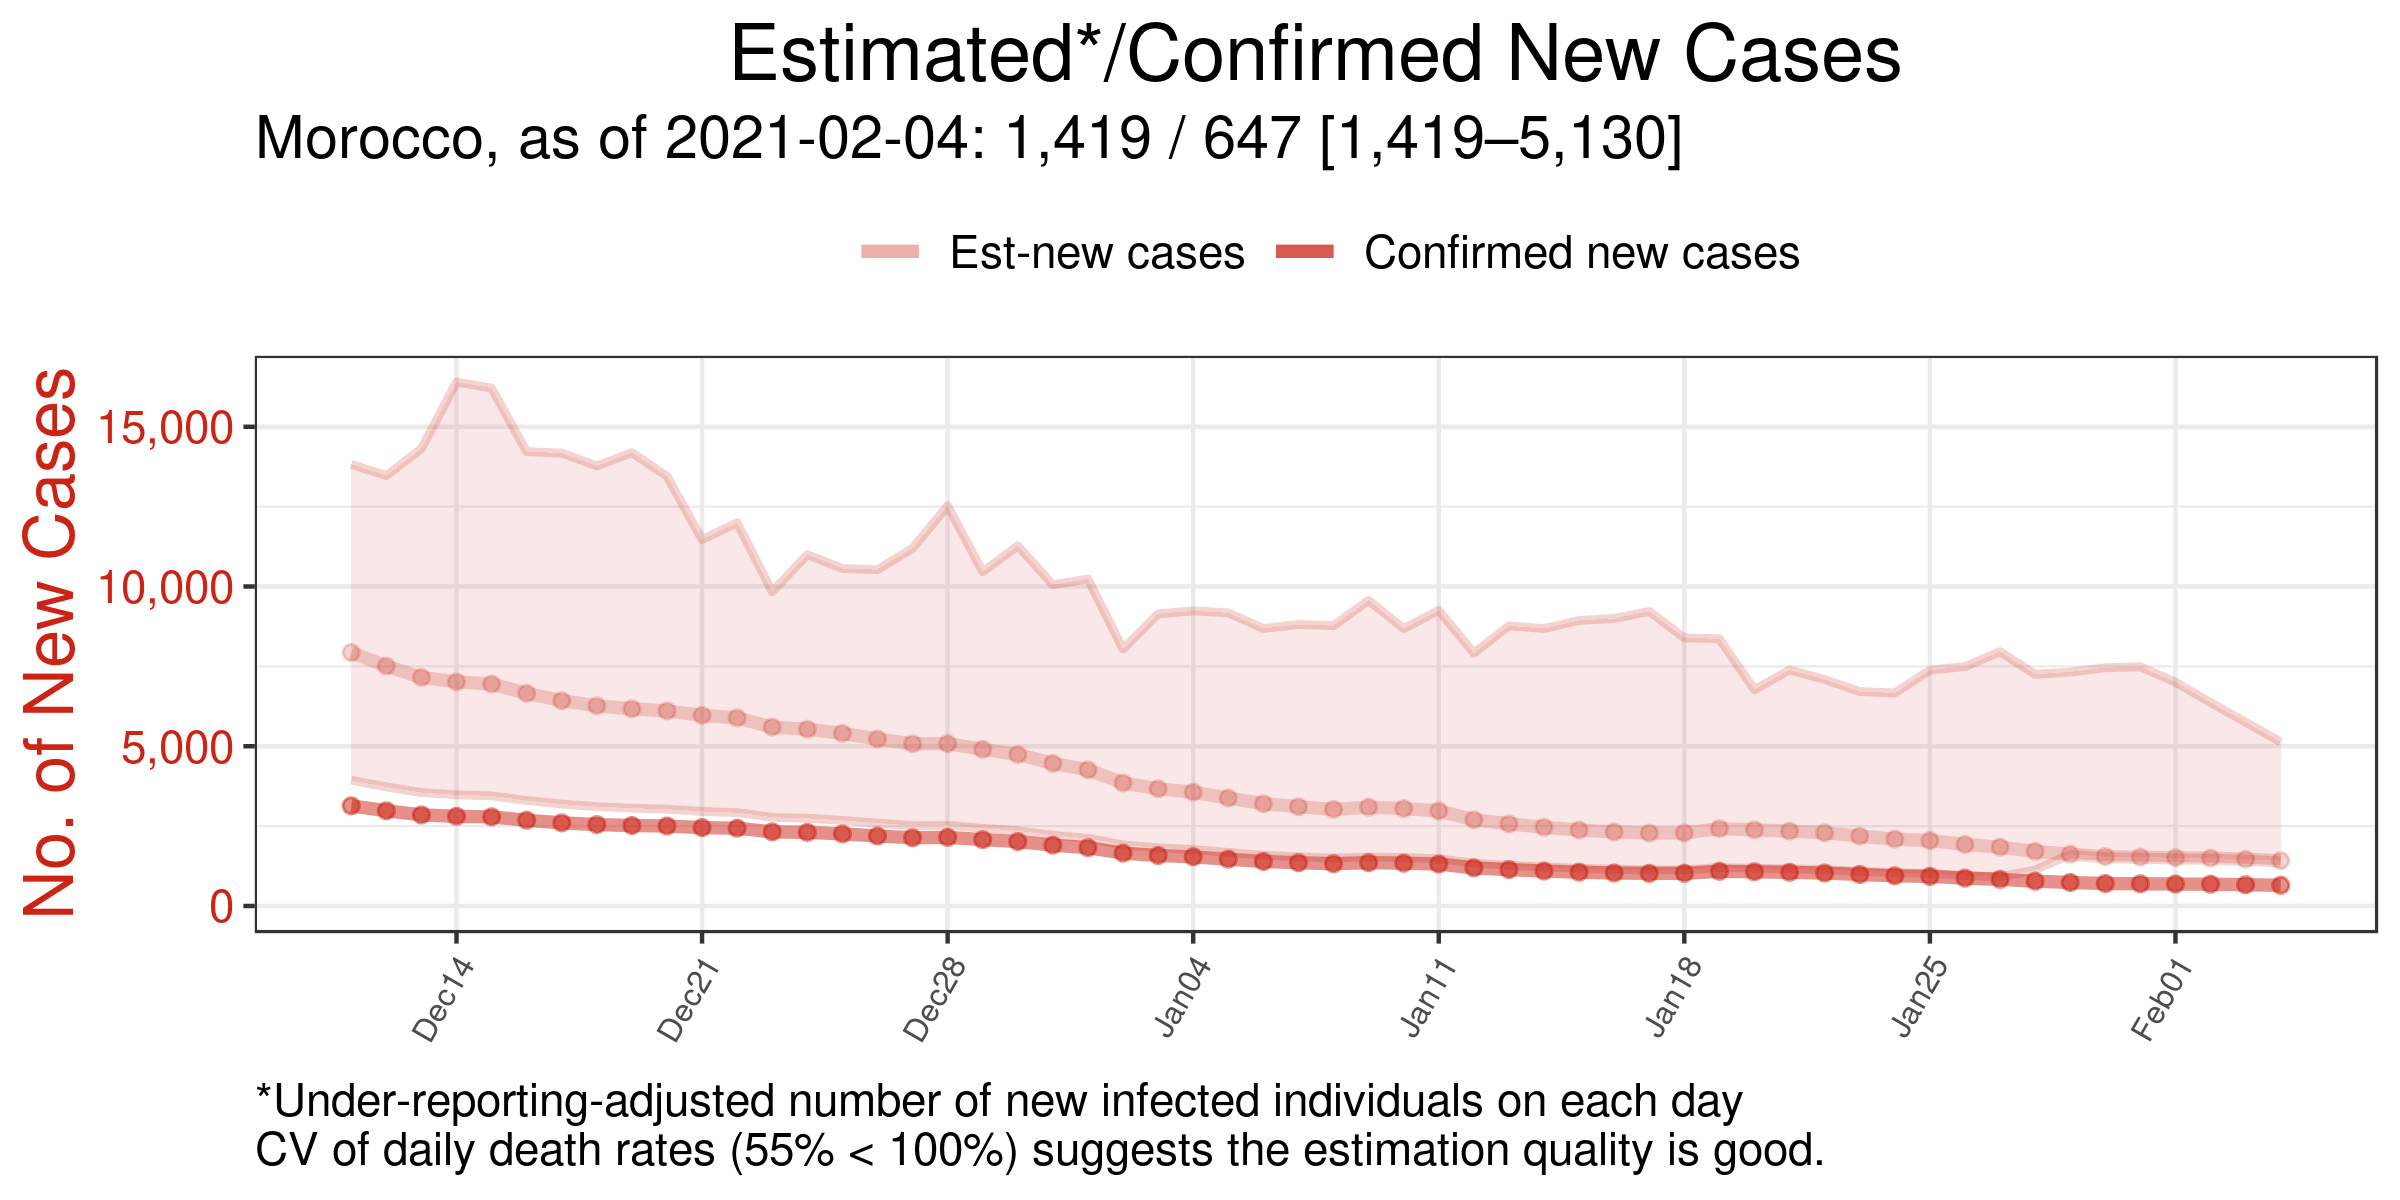 Estimated*/Confirmed New Cases
Morocco, as of 2021-02-04: 1,419 / 647 [1,419–5,130]
Est-new cases
Confirmed new cases
No. of New Cases
15,000
10,000
5,000
0
Dec14
Dec21
Dec28
Jan04
Jan11
Jan18
Jan25
Feb01
*Under-reporting-adjusted number of new infected individuals on each day
CV of daily death rates (55% < 100%) suggests the estimation quality is good.